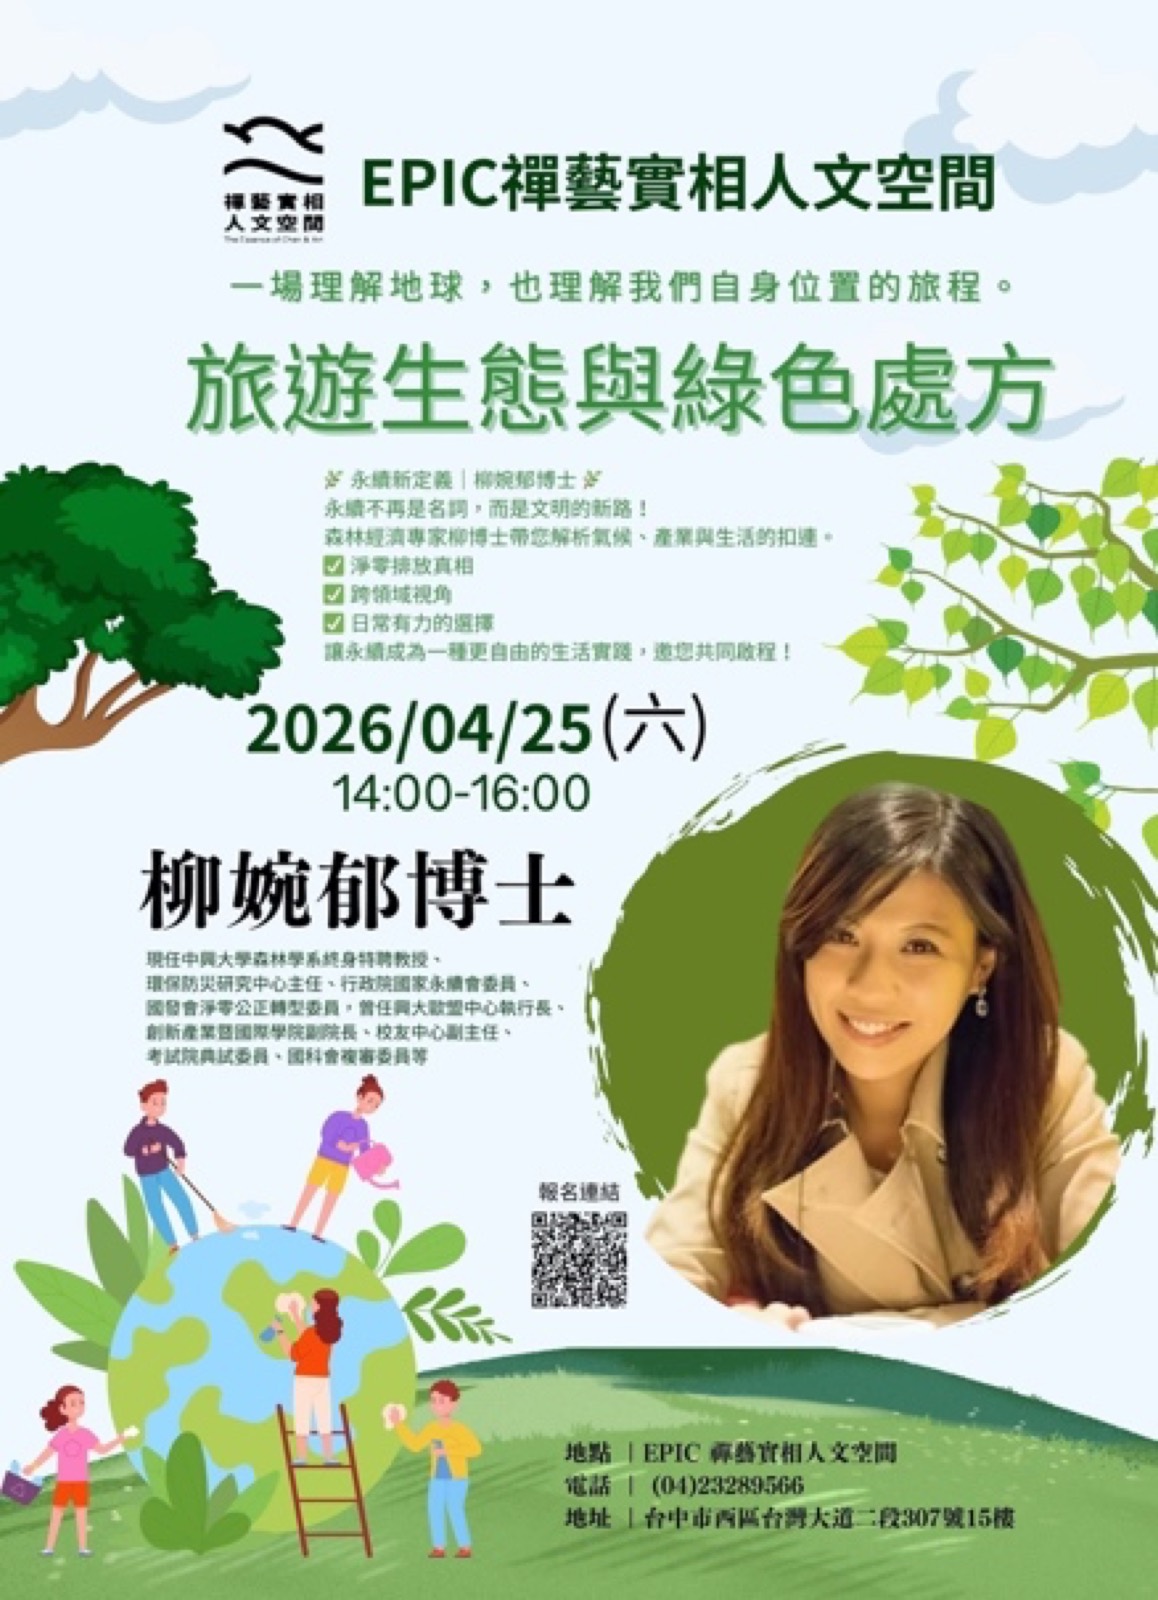 禪藝實相
人文空間
The Essence of Chan & Art
EPIC禪藝實相人文空間
一場理解地球，也理解我們自身位置的旅程。
旅遊生態與綠色處方
永續新定義｜柳婉郁博士
永續不再是名詞，而是文明的新路！
森林經濟專家柳博士帶您解析氣候、產業與生活的扣連。
✅ 淨零排放真相
✅ 跨領域視角
✅ 日常有力的選擇
讓永續成為一種更自由的生活實踐，邀您共同啟程！
2026/04/25(六)
14:00-16:00
柳婉郁博士
現任中興大學森林學系終身特聘教授、
環保防災研究中心主任、行政院國家永續會委員、
國發會淨零公正轉型委員，曾任興大歐盟中心執行長、
創新產業暨國際學院副院長、校友中心副主任、
考試院典試委員、國科會複審委員等
報名連結
地點 ｜EPIC 禪藝實相人文空間
電話 ｜ (04)23289566
地址 ｜台中市西區台灣大道二段307號15樓